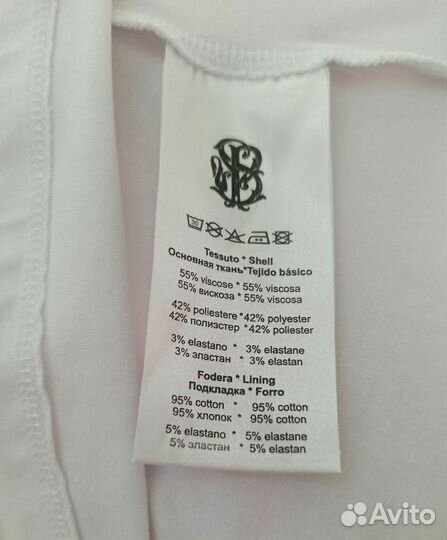 30
Tessuto * Shell
Основная ткань*Tejido básico
55% viscose * 55% viscosa
55% вискоза * 55% viscosa
42% poliestere *42% polyester
42% полиэстер *42% poliéster
3% elastano * 3% elastane
3% эластан * 3% elastan
Fodera * Lining
Подкладка * Forro
95% cotton * 95% cotton
95% хлопок * 95% cotton
5% elastano * 5% elastane
5% эластан * 5% elastan
Avito